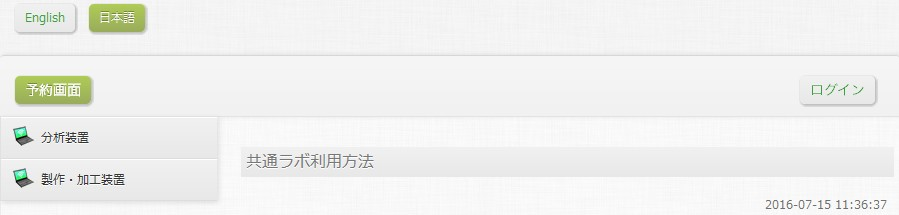 English 日本語
予約画面 ログイン
分析装置
共通ラボ利用方法
製作・加工装置
2016-07-15 11:36:37